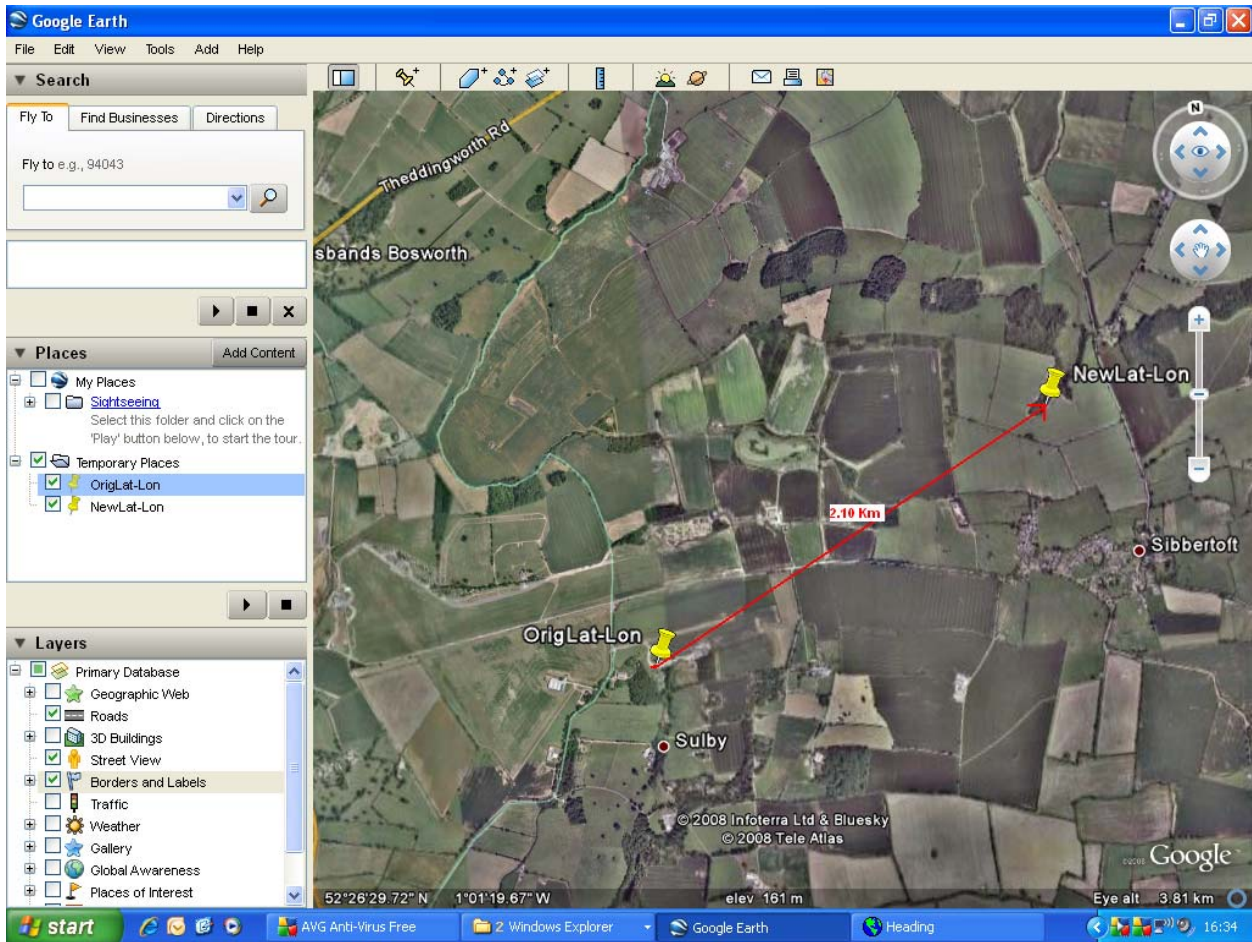 Google Earth
File Edit View Tools Add Help
Search
Fly To Find Businesses Directions
Fly to e.g., 94043
Places Add Content
My Places
Sightseeing
Select this folder and click on the
'Play' button below, to start the tour.
Temporary Places
OrigLat-Lon
NewLat-Lon
Layers
Primary Database
Geographic Web
Roads
3D Buildings
Street View
Borders and Labels
Traffic
Weather
Gallery
Global Awareness
Places of Interest
Theddingworth Rd
sbands Bosworth
N
NewLat-Lon
2.10 Km
Sibbertoft
OrigLat-Lon
Sulby
© 2008 Infoterra Ltd & Bluesky
© 2008 Tele Atlas
©2008 Google
52°26'29.72" N 1°01'19.67" W elev 161 m Eye alt 3.81 km
start AVG Anti-Virus Free 2 Windows Explorer Google Earth Heading 16:34